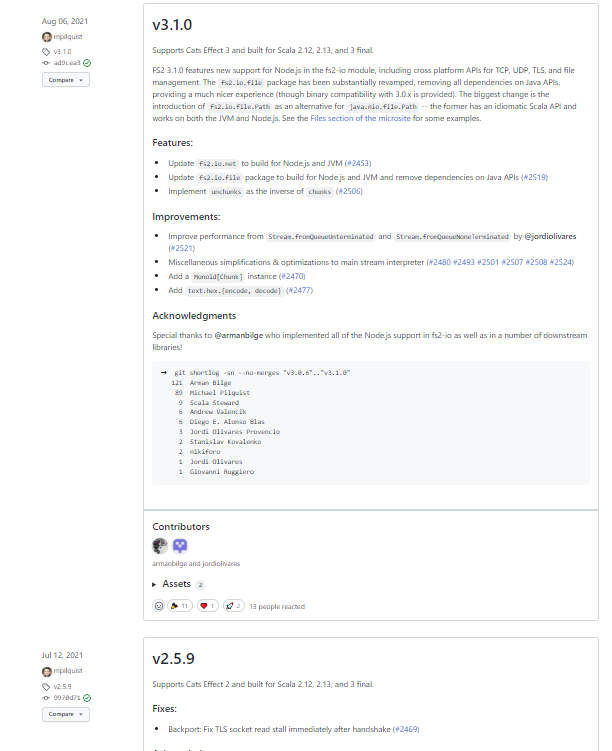 Aug 06, 2021
mpilquist
v3.1.0
ad9cea3
Compare
v3.1.0
Supports Cats Effect 3 and built for Scala 2.12, 2.13, and 3 final.
FS2 3.1.0 features new support for Node.js in the fs2-io module, including cross platform APIs for TCP, UDP, TLS, and file
management. The fs2.io.file package has been substantially revamped, removing all dependencies on Java APIs,
providing a much nicer experience (though binary compatibility with 3.0.x is provided). The biggest change is the
introduction of fs2.io.file.Path as an alternative for java.nio.file.Path -- the former has an idiomatic Scala API and
works on both the JVM and Node.js. See the Files section of the microsite for some examples.
Features:
• Update fs2.io.net to build for Node.js and JVM (#2453)
• Update fs2.io.file package to build for Node.js and JVM and remove dependencies on Java APIs (#2519)
• Implement unchunks as the inverse of chunks (#2506)
Improvements:
• Improve performance from Stream.fromQueueUnterminated and Stream.fromQueueNoneTerminated by @jordiolivares
(#2521)
• Miscellaneous simplifications & optimizations to main stream interpreter (#2480 #2493 #2501 #2507 #2508 #2524)
• Add a Monoid[Chunk] instance (#2470)
• Add text.hex.{encode, decode} (#2477)
Acknowledgments
Special thanks to @armanbilge who implemented all of the Node.js support in fs2-io as well as in a number of downstream
libraries!
→ git shortlog -sn --no-merges "v3.0.6".."v3.1.0"
121 Arman Bilge
89 Michael Pilquist
9 Scala Steward
6 Andrew Valencik
6 Diego E. Alonso Blas
3 Jordi Olivares Provencio
2 Stanislav Kovalenko
2 nikiforo
1 Jordi Olivares
1 Giovanni Ruggiero
Contributors
armanbilge and jordiolivares
Assets 2
11 1 2 13 people reacted
Jul 12, 2021
mpilquist
v2.5.9
9970d71
Compare
v2.5.9
Supports Cats Effect 2 and built for Scala 2.12, 2.13, and 3 final.
Fixes:
• Backport: Fix TLS socket read stall immediately after handshake (#2469)